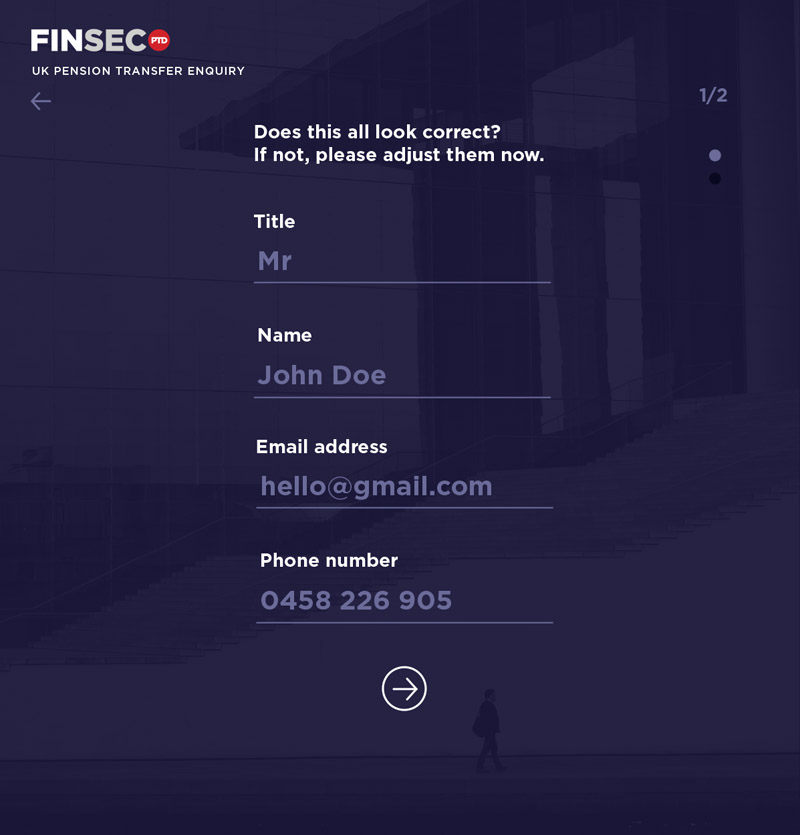 FINSEC PTD
UK PENSION TRANSFER ENQUIRY
1/2
Does this all look correct?
If not, please adjust them now.
Title
Mr
Name
John Doe
Email address
hello@gmail.com
Phone number
0458 226 905